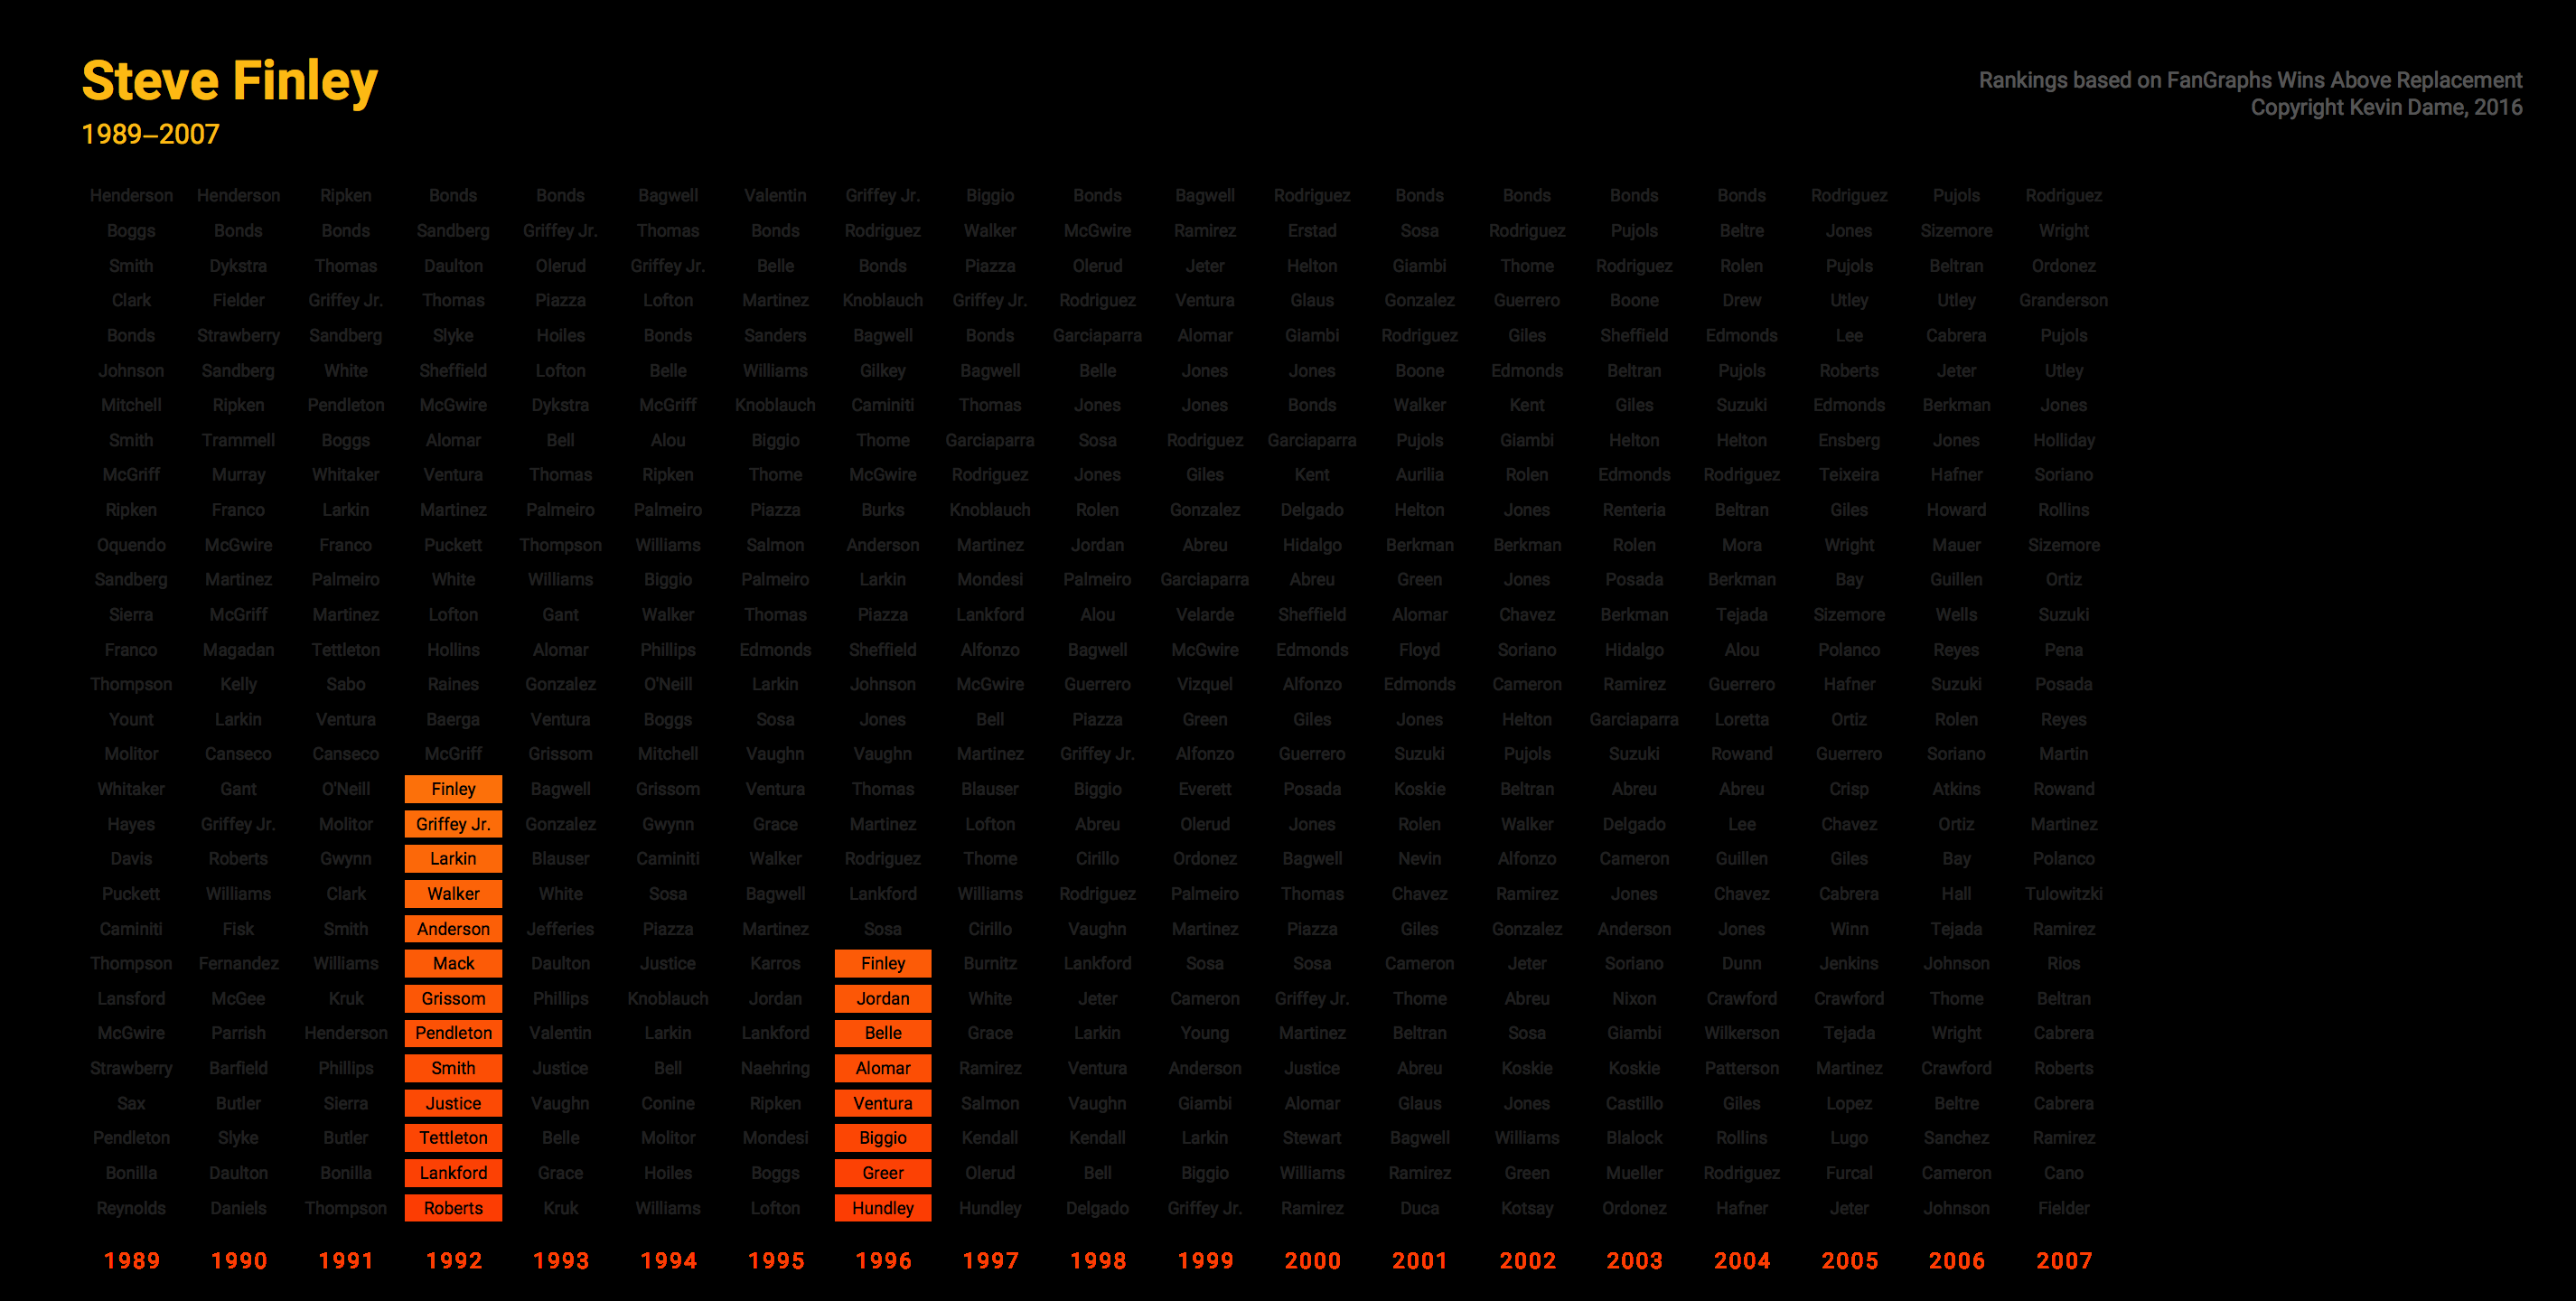 Steve Finley
1989–2007
Rankings based on FanGraphs Wins Above Replacement
Copyright Kevin Dame, 2016
Henderson Henderson Ripken Bonds Bonds Bagwell Valentin Griffey Jr. Biggio Bonds Bagwell Rodriguez Bonds Bonds Bonds Bonds Rodriguez Pujols Rodriguez
Boggs Bonds Bonds Sandberg Griffey Jr. Thomas Bonds Rodriguez Walker McGwire Ramirez Erstad Sosa Rodriguez Pujols Beltre Jones Sizemore Wright
Smith Dykstra Thomas Daulton Olerud Griffey Jr. Belle Bonds Piazza Olerud Jeter Helton Giambi Thome Rodriguez Rolen Pujols Beltran Ordonez
Clark Fielder Griffey Jr. Thomas Piazza Lofton Martinez Knoblauch Griffey Jr. Rodriguez Ventura Glaus Gonzalez Guerrero Boone Drew Utley Utley Granderson
Bonds Strawberry Sandberg Slyke Hoiles Bonds Sanders Bagwell Bonds Garciaparra Alomar Giambi Rodriguez Giles Sheffield Edmonds Lee Cabrera Pujols
Johnson Sandberg White Sheffield Lofton Belle Williams Gilkey Bagwell Belle Jones Jones Boone Edmonds Beltran Pujols Roberts Jeter Utley
Mitchell Ripken Pendleton McGwire Dykstra McGriff Knoblauch Caminiti Thomas Jones Jones Bonds Walker Kent Giles Suzuki Edmonds Berkman Jones
Smith Trammell Boggs Alomar Bell Alou Biggio Thome Garciaparra Sosa Rodriguez Garciaparra Pujols Giambi Helton Helton Ensberg Jones Holliday
McGriff Murray Whitaker Ventura Thomas Ripken Thome McGwire Rodriguez Jones Giles Kent Aurilia Rolen Edmonds Rodriguez Teixeira Hafner Soriano
Ripken Franco Larkin Martinez Palmeiro Palmeiro Piazza Burks Knoblauch Rolen Gonzalez Delgado Helton Jones Renteria Beltran Giles Howard Rollins
Oquendo McGwire Franco Puckett Thompson Williams Salmon Anderson Martinez Jordan Abreu Hidalgo Berkman Berkman Rolen Mora Wright Mauer Sizemore
Sandberg Martinez Palmeiro White Williams Biggio Palmeiro Larkin Mondesi Palmeiro Garciaparra Abreu Green Jones Posada Berkman Bay Guillen Ortiz
Sierra McGriff Martinez Lofton Gant Walker Thomas Piazza Lankford Alou Velarde Sheffield Alomar Chavez Berkman Tejada Sizemore Wells Suzuki
Franco Magadan Tettleton Hollins Alomar Phillips Edmonds Sheffield Alfonzo Bagwell McGwire Edmonds Floyd Soriano Hidalgo Alou Polanco Reyes Pena
Thompson Kelly Sabo Raines Gonzalez O'Neill Larkin Johnson McGwire Guerrero Vizquel Alfonzo Edmonds Cameron Ramirez Guerrero Hafner Suzuki Posada
Yount Larkin Ventura Baerga Ventura Boggs Sosa Jones Bell Piazza Green Giles Jones Helton Garciaparra Loretta Ortiz Rolen Reyes
Molitor Canseco Canseco McGriff Grissom Mitchell Vaughn Vaughn Martinez Griffey Jr. Alfonzo Guerrero Suzuki Pujols Suzuki Rowand Guerrero Soriano Martin
Whitaker Gant O'Neill Finley Bagwell Grissom Ventura Thomas Blauser Biggio Everett Posada Koskie Beltran Abreu Abreu Crisp Atkins Rowand
Hayes Griffey Jr. Molitor Griffey Jr. Gonzalez Gwynn Grace Martinez Lofton Abreu Olerud Jones Rolen Walker Delgado Lee Chavez Ortiz Martinez
Davis Roberts Gwynn Larkin Blauser Caminiti Walker Rodriguez Thome Cirillo Ordonez Bagwell Nevin Alfonzo Cameron Guillen Giles Bay Polanco
Puckett Williams Clark Walker White Sosa Bagwell Lankford Williams Rodriguez Palmeiro Thomas Chavez Ramirez Jones Chavez Cabrera Hall Tulowitzki
Caminiti Fisk Smith Anderson Jefferies Piazza Martinez Sosa Cirillo Vaughn Martinez Piazza Giles Gonzalez Anderson Jones Winn Tejada Ramirez
Thompson Fernandez Williams Mack Daulton Justice Karros Finley Burnitz Lankford Sosa Sosa Cameron Jeter Soriano Dunn Jenkins Johnson Rios
Lansford McGee Kruk Grissom Phillips Knoblauch Jordan Jordan White Jeter Cameron Griffey Jr. Thome Abreu Nixon Crawford Crawford Thome Beltran
McGwire Parrish Henderson Pendleton Valentin Larkin Lankford Belle Grace Larkin Young Martinez Beltran Sosa Giambi Wilkerson Tejada Wright Cabrera
Strawberry Barfield Phillips Smith Justice Bell Naehring Alomar Ramirez Ventura Anderson Justice Abreu Koskie Koskie Patterson Martinez Crawford Roberts
Sax Butler Sierra Justice Vaughn Conine Ripken Ventura Salmon Vaughn Giambi Alomar Glaus Jones Castillo Giles Lopez Beltre Cabrera
Pendleton Slyke Butler Tettleton Belle Molitor Mondesi Biggio Kendall Kendall Larkin Stewart Bagwell Williams Blalock Rollins Lugo Sanchez Ramirez
Bonilla Daulton Bonilla Lankford Grace Hoiles Boggs Greer Olerud Bell Biggio Williams Ramirez Green Mueller Rodriguez Furcal Cameron Cano
Reynolds Daniels Thompson Roberts Kruk Williams Lofton Hundley Hundley Delgado Griffey Jr. Ramirez Duca Kotsay Ordonez Hafner Jeter Johnson Fielder
1989 1990 1991 1992 1993 1994 1995 1996 1997 1998 1999 2000 2001 2002 2003 2004 2005 2006 2007